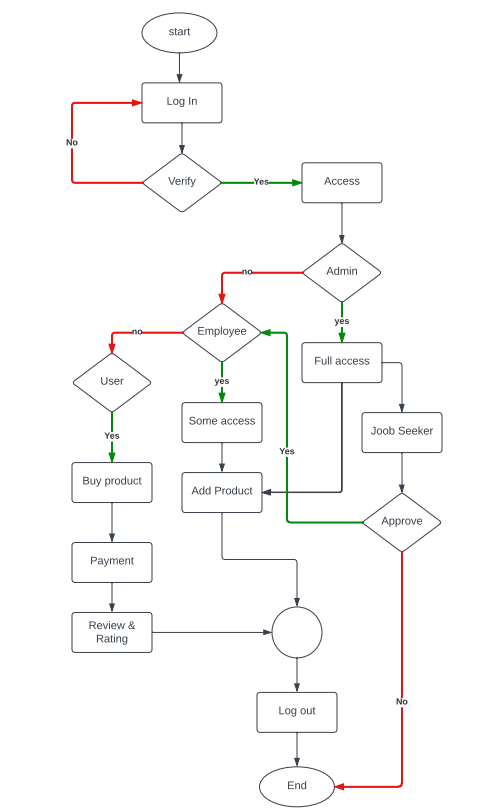 start
Log In
No
Verify
Yes
Access
Admin
no
yes
Employee
no
Full access
User
yes
Some access
Joob Seeker
Yes
Yes
Buy product
Add Product
Approve
Payment
Review &
Rating
No
Log out
End